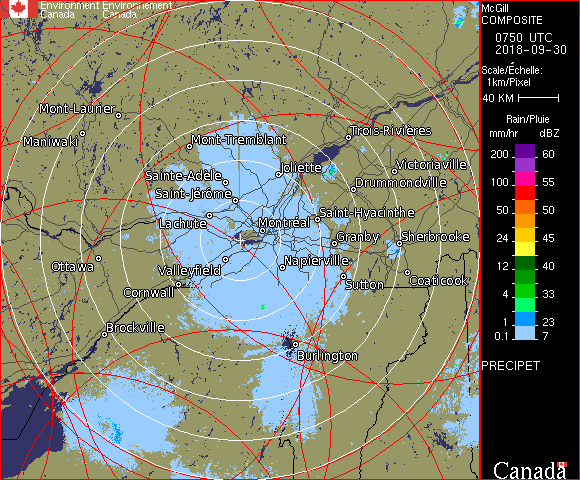 Environment Environnement
Canada Canada
McGill
COMPOSITE
0750 UTC
2018-09-30
Scale/Échelle:
1km/Pixel
40 KM
Rain/Pluie
mm/hr dBZ
200 60
100 55
50 50
24 45
12 40
4 33
1 23
0.1 7
PRECIPET
Canada
Mont-Laurier
Maniwaki
Mont-Tremblant
Trois-Rivières
Sainte-Adèle
Joliette
Victoriaville
Saint-Jérôme
Drummondville
Lachute
Montréal
Saint-Hyacinthe
Granby
Sherbrooke
Ottawa
Valleyfield
Napierville
Cornwall
Sutton
Coaticook
Brockville
Burlington